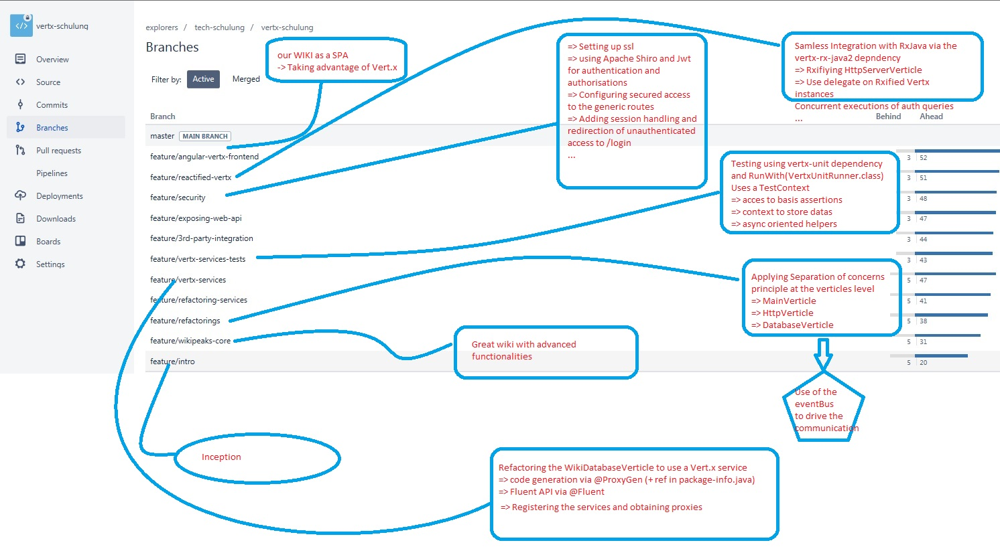 vertx-schulung
Overview
Source
Commits
Branches
Pull requests
Pipelines
Deployments
Downloads
Boards
Settings
explorers / tech-schulung / vertx-schulung
Branches
Filter by: Active Merged
our WIKI as a SPA
-> Taking advantage of Vert.x
=> Setting up ssl
=> using Apache Shiro and Jwt
for authentication and
authorisations
=> Configuring secured access
to the generic routes
=> Adding session handling and
redirection of unauthenticated
access to /login
...
Samless Integration with RxJava via the
vertx-rx-java2 depndency
=> Rxifiying HttpServerVerticle
=> Use delegate on Rxified Vertx
instances
Concurrent executions of auth queries
...
Branch Behind Ahead
master MAIN BRANCH
feature/angular-vertx-frontend 3 52
feature/reactified-vertx 3 51
feature/security 3 48
feature/exposing-web-api 3 47
feature/3rd-party-integration 3 44
feature/vertx-services-tests 3 43
feature/vertx-services 5 47
feature/refactoring-services 5 41
feature/refactorings 5 38
feature/wikipeaks-core 5 31
feature/intro 5 20
Testing using vertx-unit dependency
and RunWith(VertxUnitRunner.class)
Uses a TestContext
=> acces to basis assertions
=> context to store datas
=> async oriented helpers
Applying Separation of concerns
principle at the verticles level
=> MainVerticle
=> HttpVerticle
=> DatabaseVerticle
Great wiki with advanced
functionalities
Use of the
eventBus
to drive the
communication
Inception
Refactoring the WikiDatabaseVerticle to use a Vert.x service
=> code generation via @ProxyGen (+ ref in package-info.java)
=> Fluent API via @Fluent
=> Registering the services and obtaining proxies